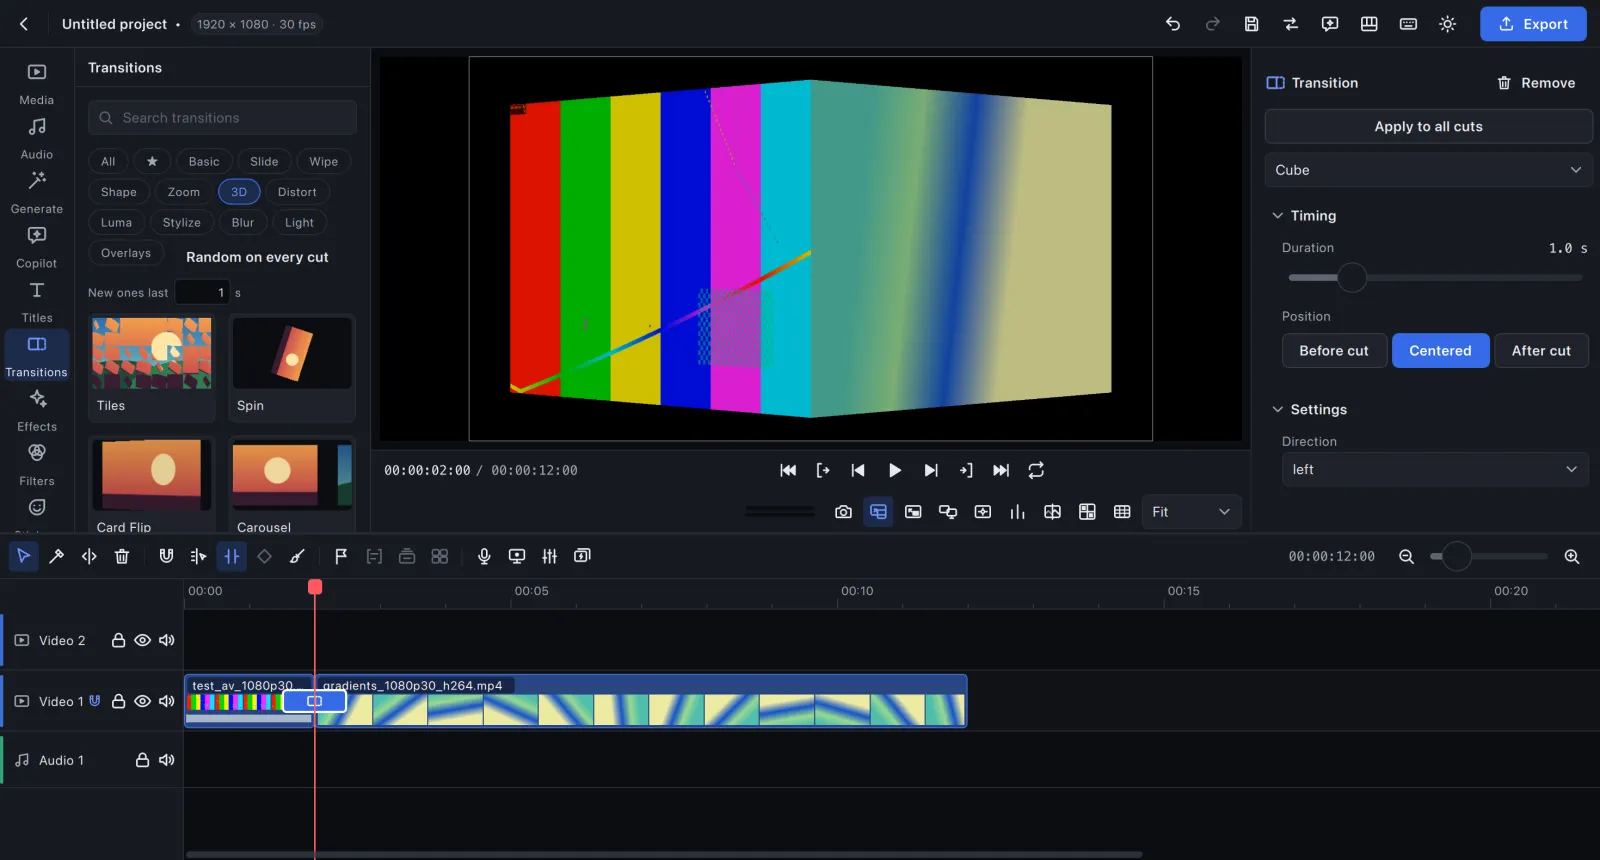 Untitled project • 1920 × 1080 · 30 fps
Export
Media
Audio
Generate
Copilot
Titles
Transitions
Effects
Filters
Transitions
Search transitions
All ★ Basic Slide Wipe
Shape Zoom 3D Distort
Luma Stylize Blur Light
Overlays Random on every cut
New ones last 1 s
Tiles Spin
Card Flip Carousel
00:00:02:00 / 00:00:12:00
Fit
Transition Remove
Apply to all cuts
Cube
Timing
Duration 1.0 s
Position
Before cut Centered After cut
Settings
Direction
left
00:00:12:00
00:00 00:05 00:10 00:15 00:20
Video 2
Video 1
test_av_1080p30... gradients_1080p30_h264.mp4
Audio 1